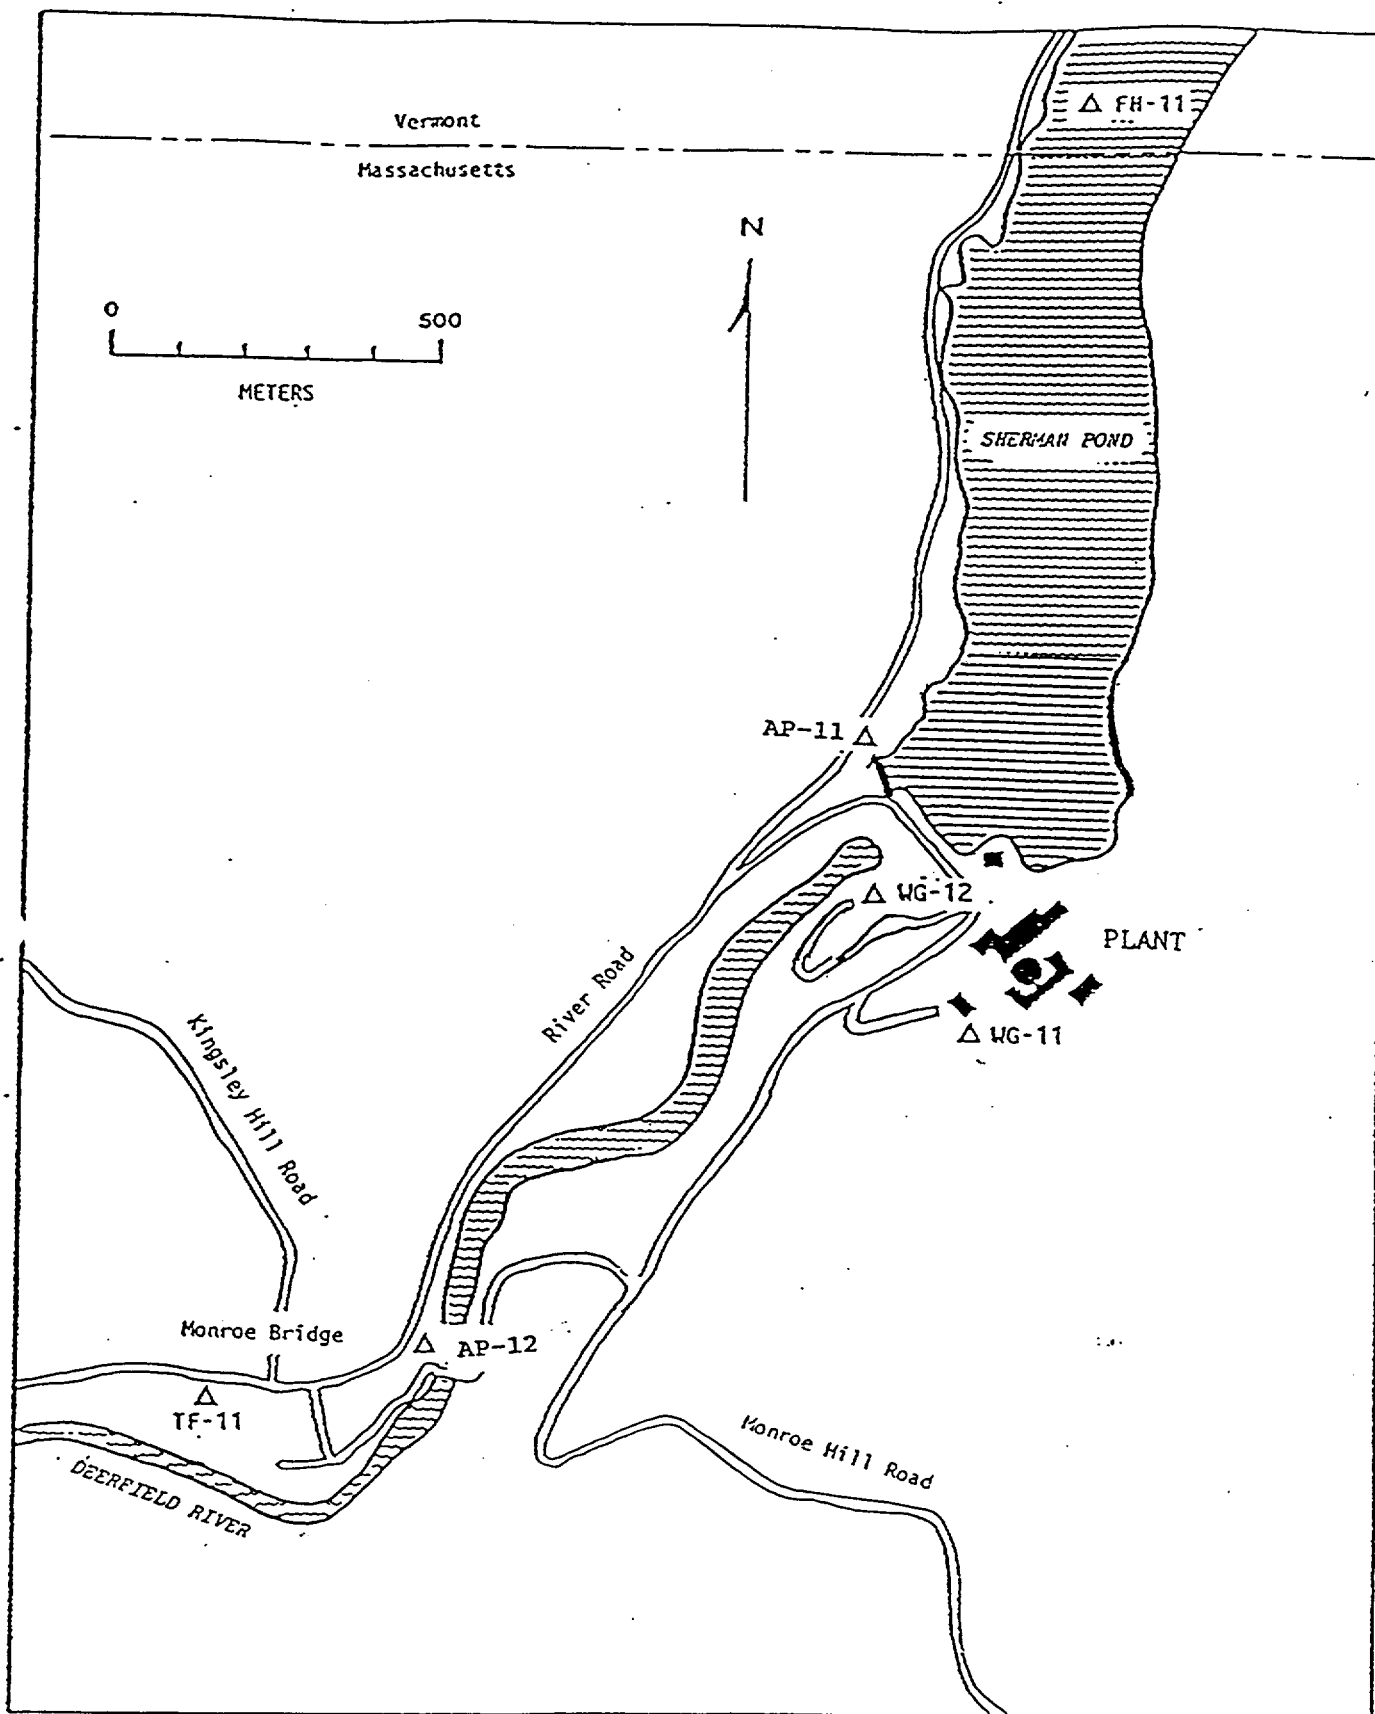 Vermont
Massachusetts
FH-11
N
0 500
METERS
SHERMAN POND
AP-11
WG-12
PLANT
WG-11
River Road
Kingsley Hill Road
Monroe Bridge
AP-12
TF-11
DEERFIELD RIVER
Monroe Hill Road